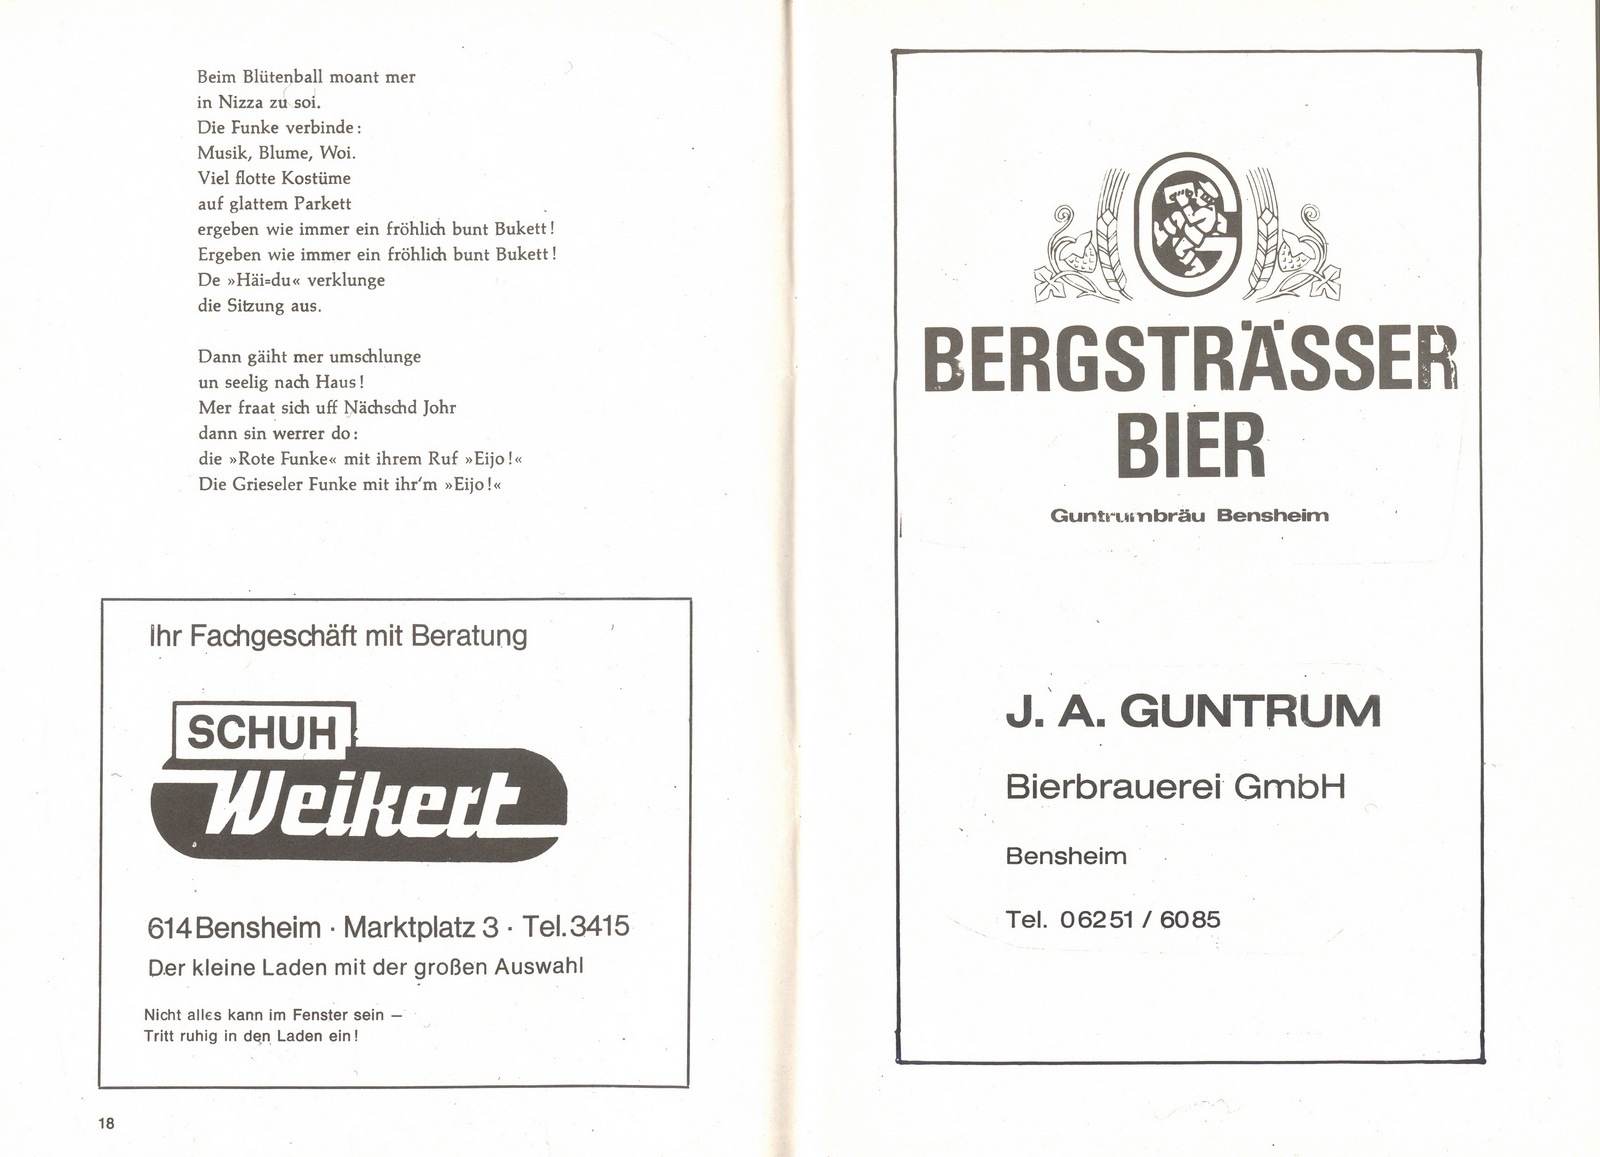 Beim Blütenball moant mer
in Nizza zu soi.
Die Funke verbinde:
Musik, Blume, Woi.
Viel flotte Kostüme
auf glattem Parkett
ergeben wie immer ein fröhlich bunt Bukett!
Ergeben wie immer ein fröhlich bunt Bukett!
De »Häi=du« verklunge
die Sitzung aus.
Dann gäiht mer umschlunge
un seelig nach Haus!
Mer fraat sich uff Nächschd Johr
dann sin werrer do:
die »Rote Funke« mit ihrem Ruf »Eijo!«
Die Grieseler Funke mit ihr'm »Eijo!«
Ihr Fachgeschäft mit Beratung
SCHUH
Weikert
614 Bensheim · Marktplatz 3 · Tel. 3415
Der kleine Laden mit der großen Auswahl
Nicht alles kann im Fenster sein —
Tritt ruhig in den Laden ein!
18
G
BERGSTRÄSSER
BIER
Guntrumbräu Bensheim
J. A. GUNTRUM
Bierbrauerei GmbH
Bensheim
Tel. 06251 / 6085